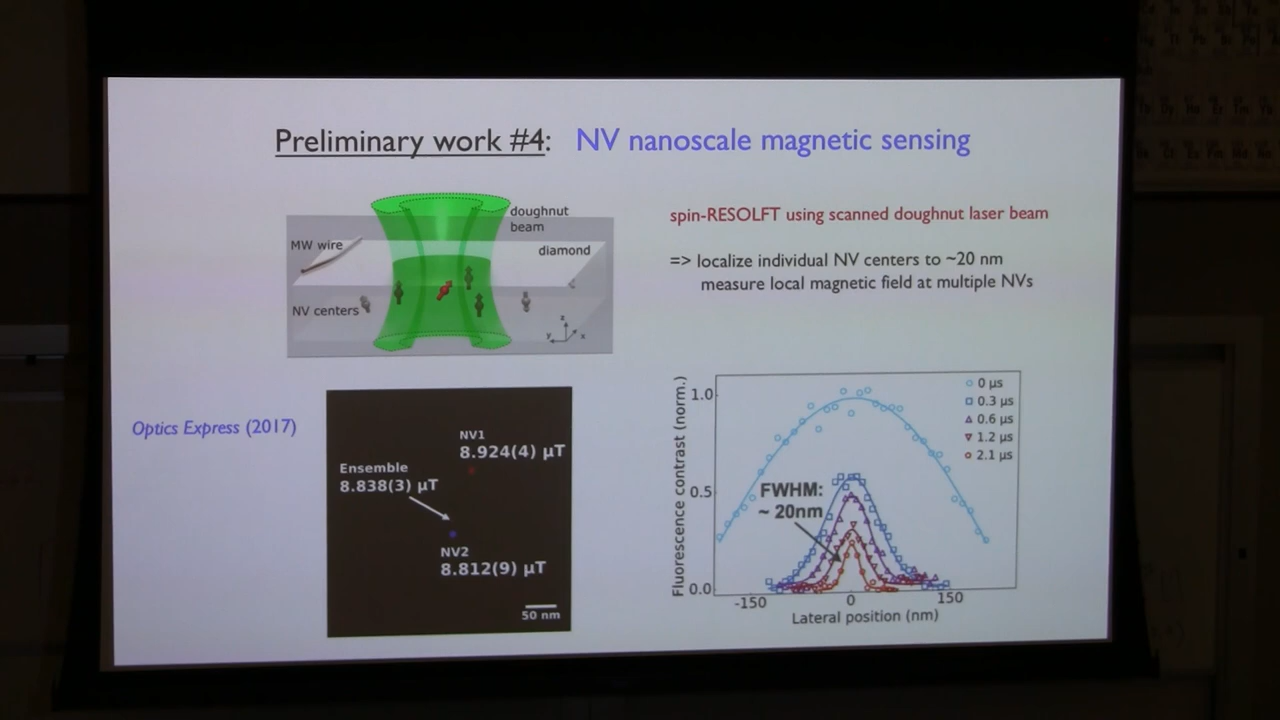 Preliminary work #4: NV nanoscale magnetic sensing
doughnut
beam
MW wire
diamond
NV centers
z
y
x
spin-RESOLFT using scanned doughnut laser beam
=> localize individual NV centers to ~20 nm
measure local magnetic field at multiple NVs
Optics Express (2017)
NV1
8.924(4) µT
Ensemble
8.838(3) µT
NV2
8.812(9) µT
50 nm
Fluorescence contrast (norm.)
1.0
0.5
0.0
0 µs
0.3 µs
0.6 µs
1.2 µs
2.1 µs
FWHM:
~ 20nm
-150
0
150
Lateral position (nm)